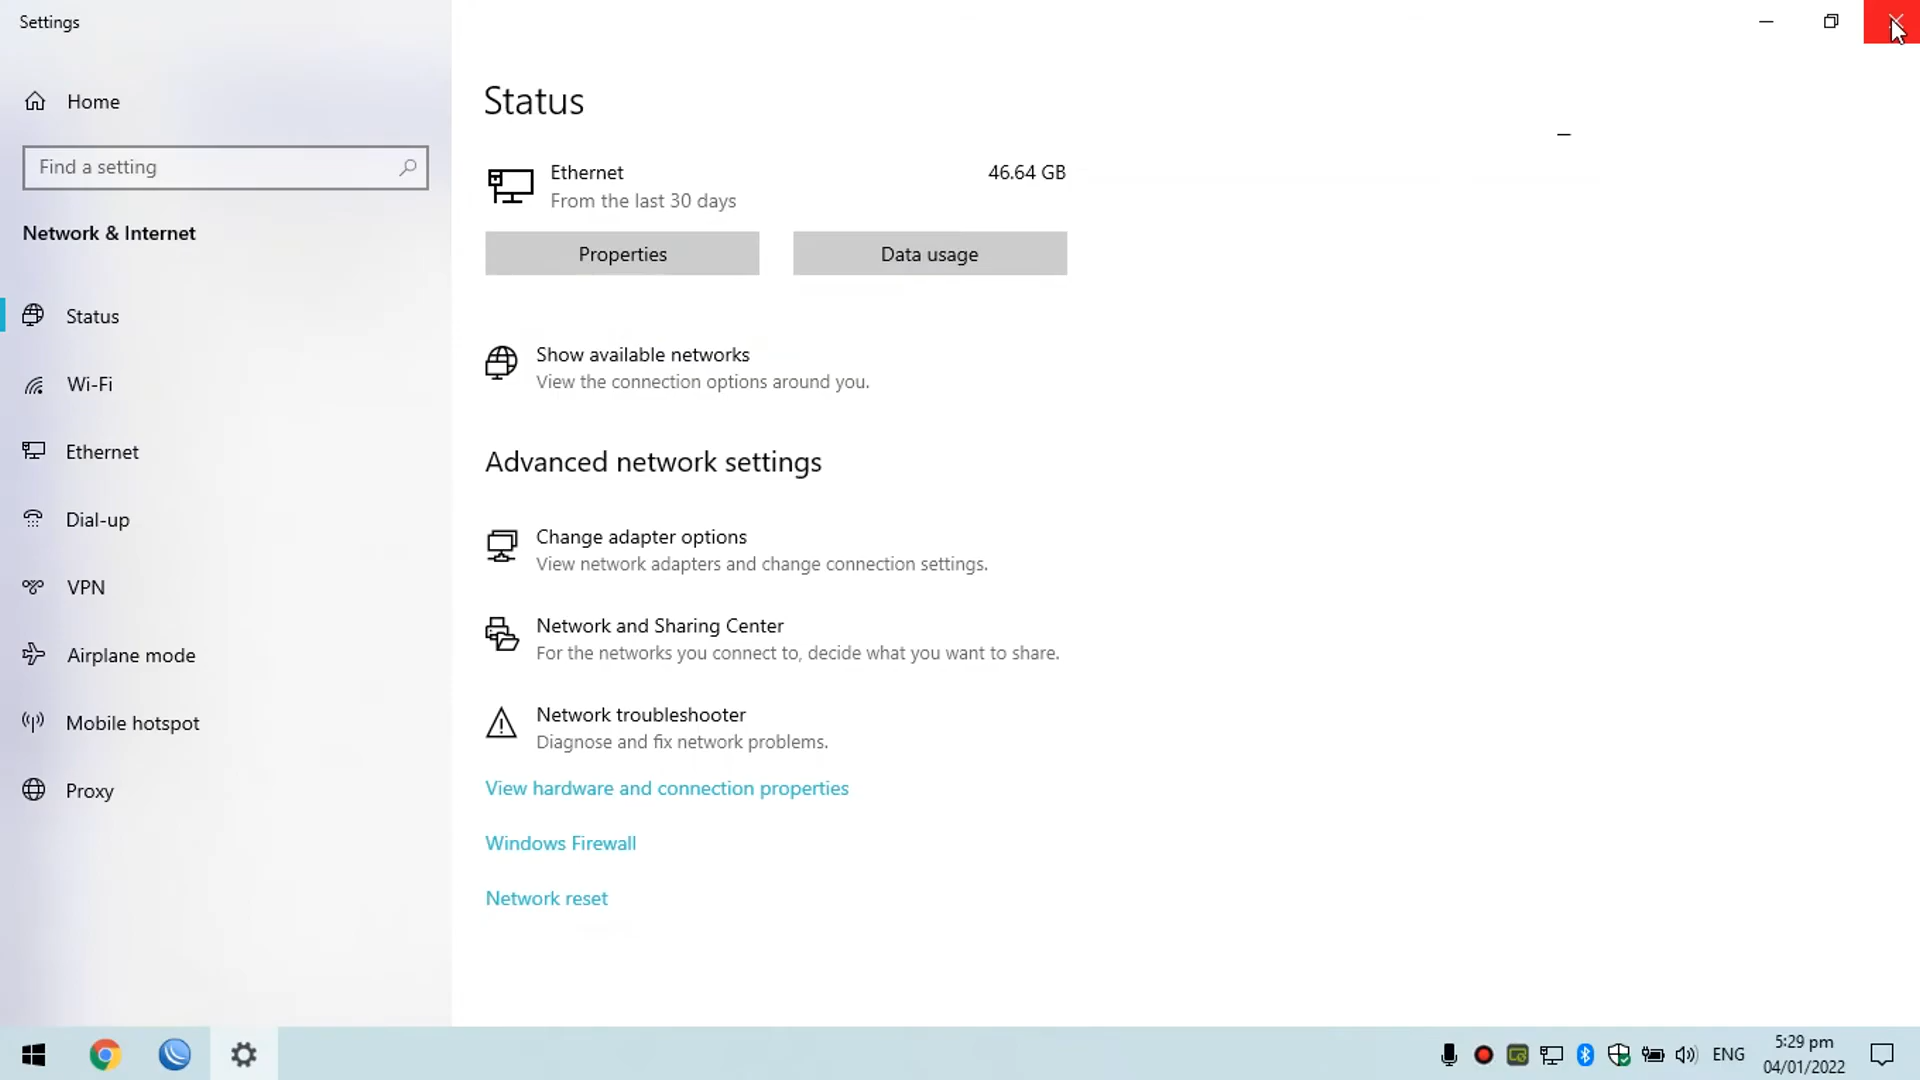 Settings
Home
Find a setting
Network & Internet
Status
Wi-Fi
Ethernet
Dial-up
VPN
Airplane mode
Mobile hotspot
Proxy
Status
Ethernet
46.64 GB
From the last 30 days
Properties
Data usage
Show available networks
View the connection options around you.
Advanced network settings
Change adapter options
View network adapters and change connection settings.
Network and Sharing Center
For the networks you connect to, decide what you want to share.
Network troubleshooter
Diagnose and fix network problems.
View hardware and connection properties
Windows Firewall
Network reset
ENG
5:29 pm
04/01/2022